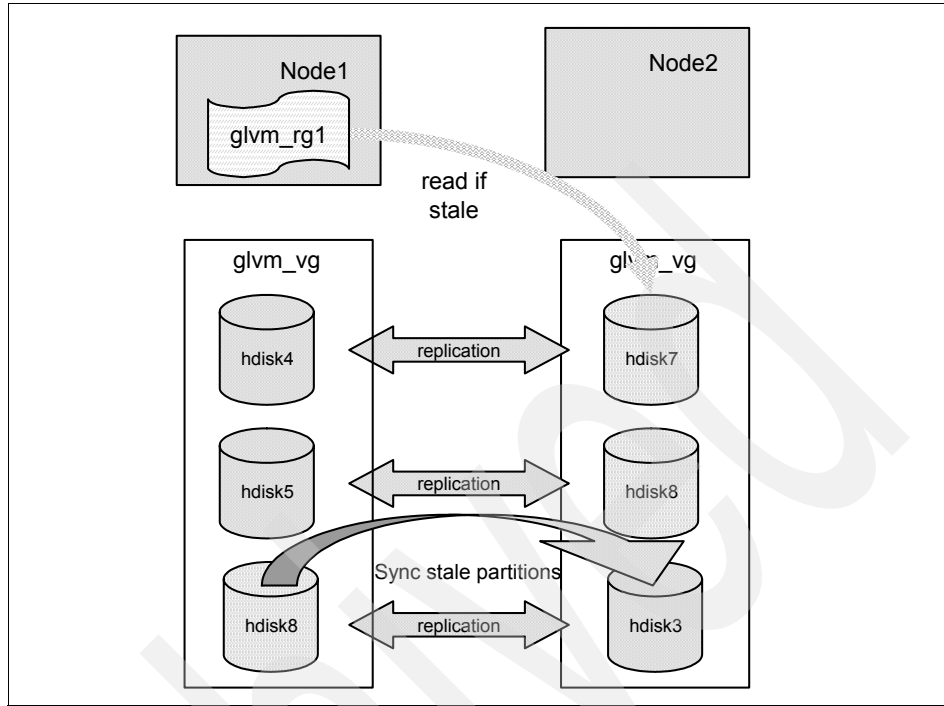 Node1
Node2
glvm_rg1
read if
stale
glvm_vg
glvm_vg
hdisk4
replication
hdisk7
hdisk5
replication
hdisk8
Sync stale partitions
hdisk8
replication
hdisk3